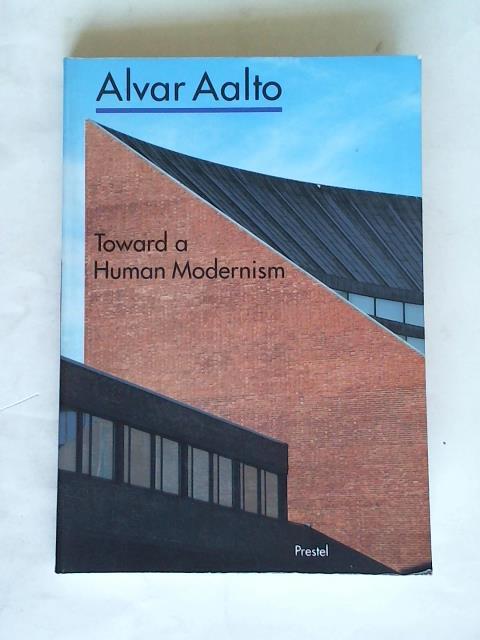 Alvar Aalto
Toward a
Human Modernism
Prestel